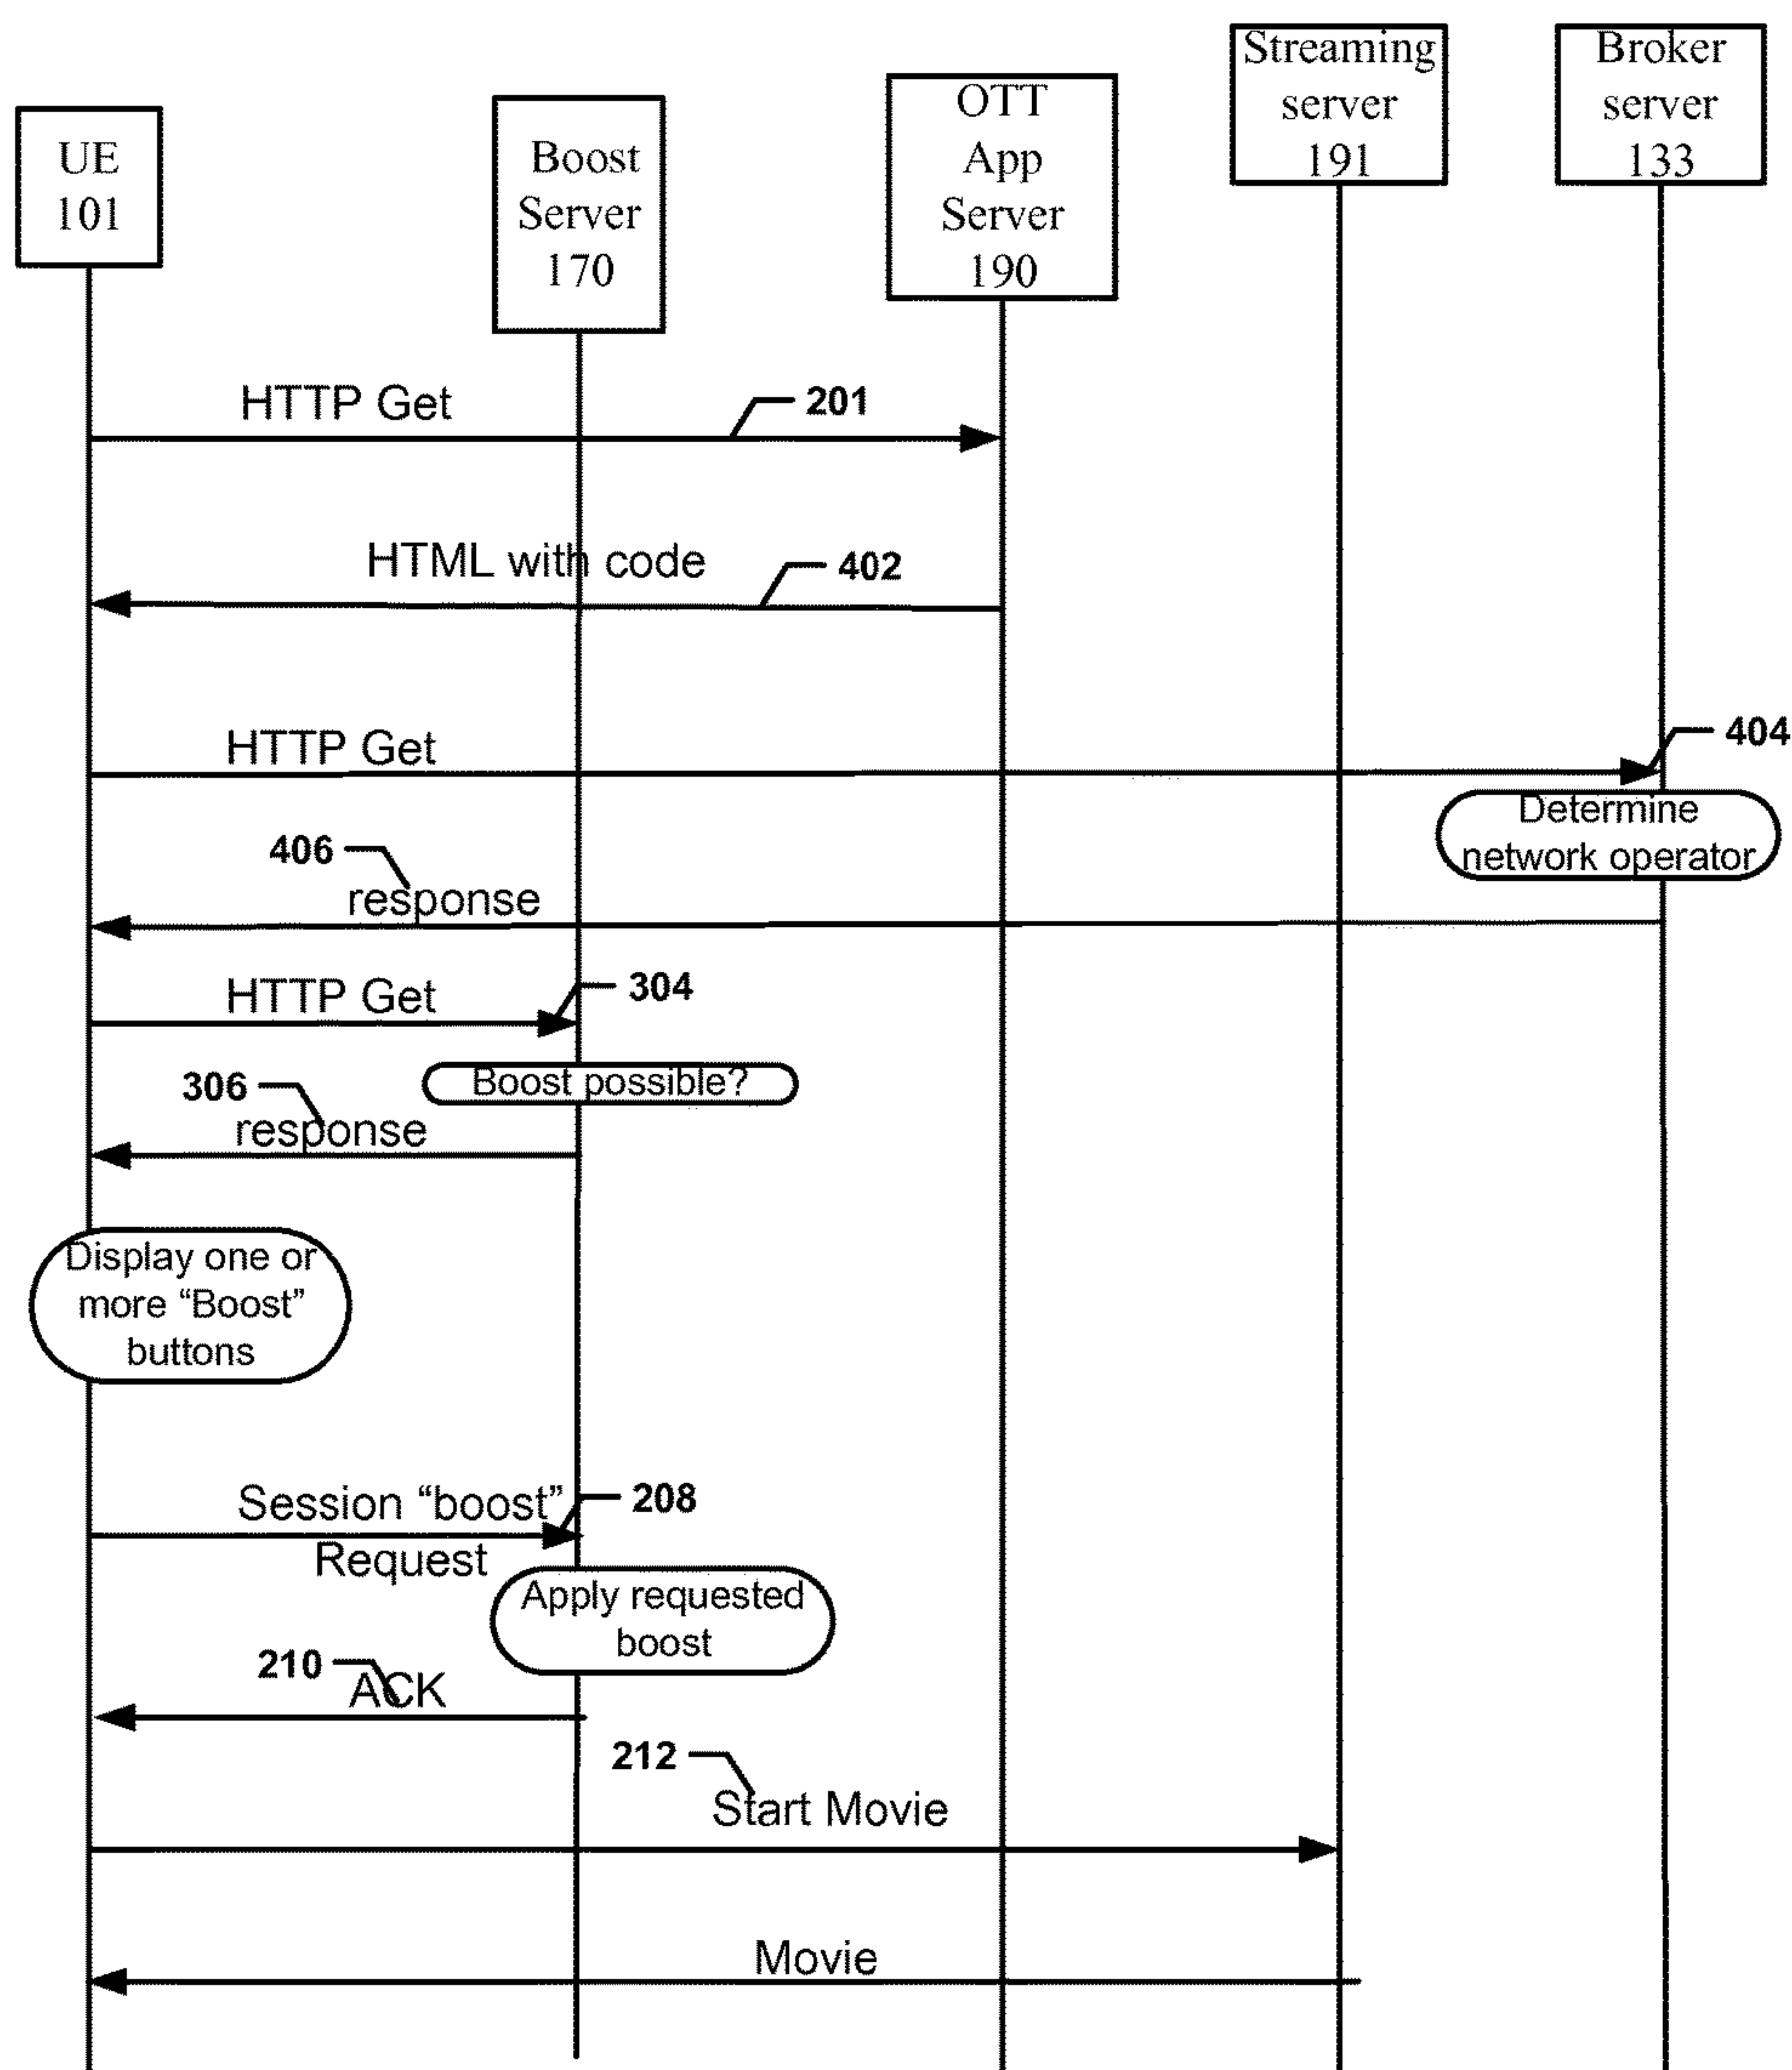 UE
101
Boost
Server
170
OTT
App
Server
190
Streaming
server
191
Broker
server
133
HTTP Get
201
HTML with code
402
HTTP Get
404
Determine
network operator
406
response
HTTP Get
304
Boost possible?
306
response
Display one or
more “Boost”
buttons
Session “boost”
Request
208
Apply requested
boost
210
ACK
212
Start Movie
Movie